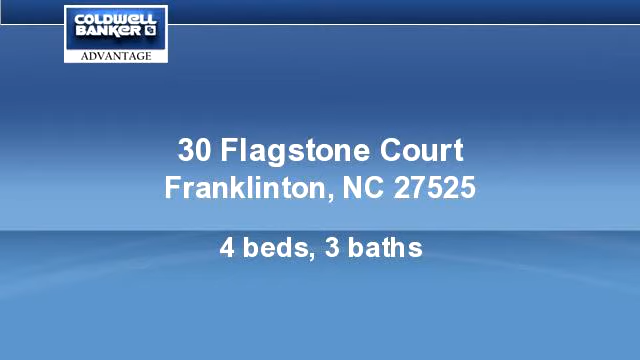 COLDWELL
BANKER
ADVANTAGE
30 Flagstone Court
Franklinton, NC 27525
4 beds, 3 baths